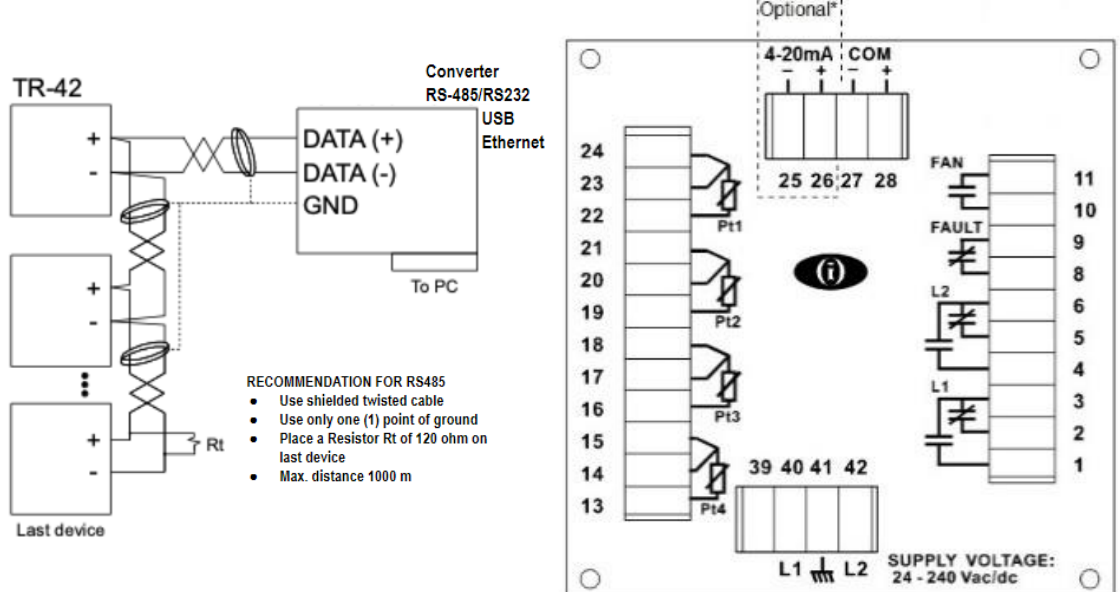 TR-42
+
-
+
-
+
-
Last device
Rt
Converter
RS-485/RS232
USB
Ethernet
DATA (+)
DATA (-)
GND
To PC
RECOMMENDATION FOR RS485
● Use shielded twisted cable
● Use only one (1) point of ground
● Place a Resistor Rt of 120 ohm on
last device
● Max. distance 1000 m
Optional*
4-20mA COM
− + − +
25 26 27 28
24
23
22
Pt1
21
20
19
Pt2
18
17
16
Pt3
15
14
13
Pt4
i
FAN
11
10
FAULT
9
8
L2
6
5
4
L1
3
2
1
39 40 41 42
L1 L2
SUPPLY VOLTAGE:
24 - 240 Vac/dc